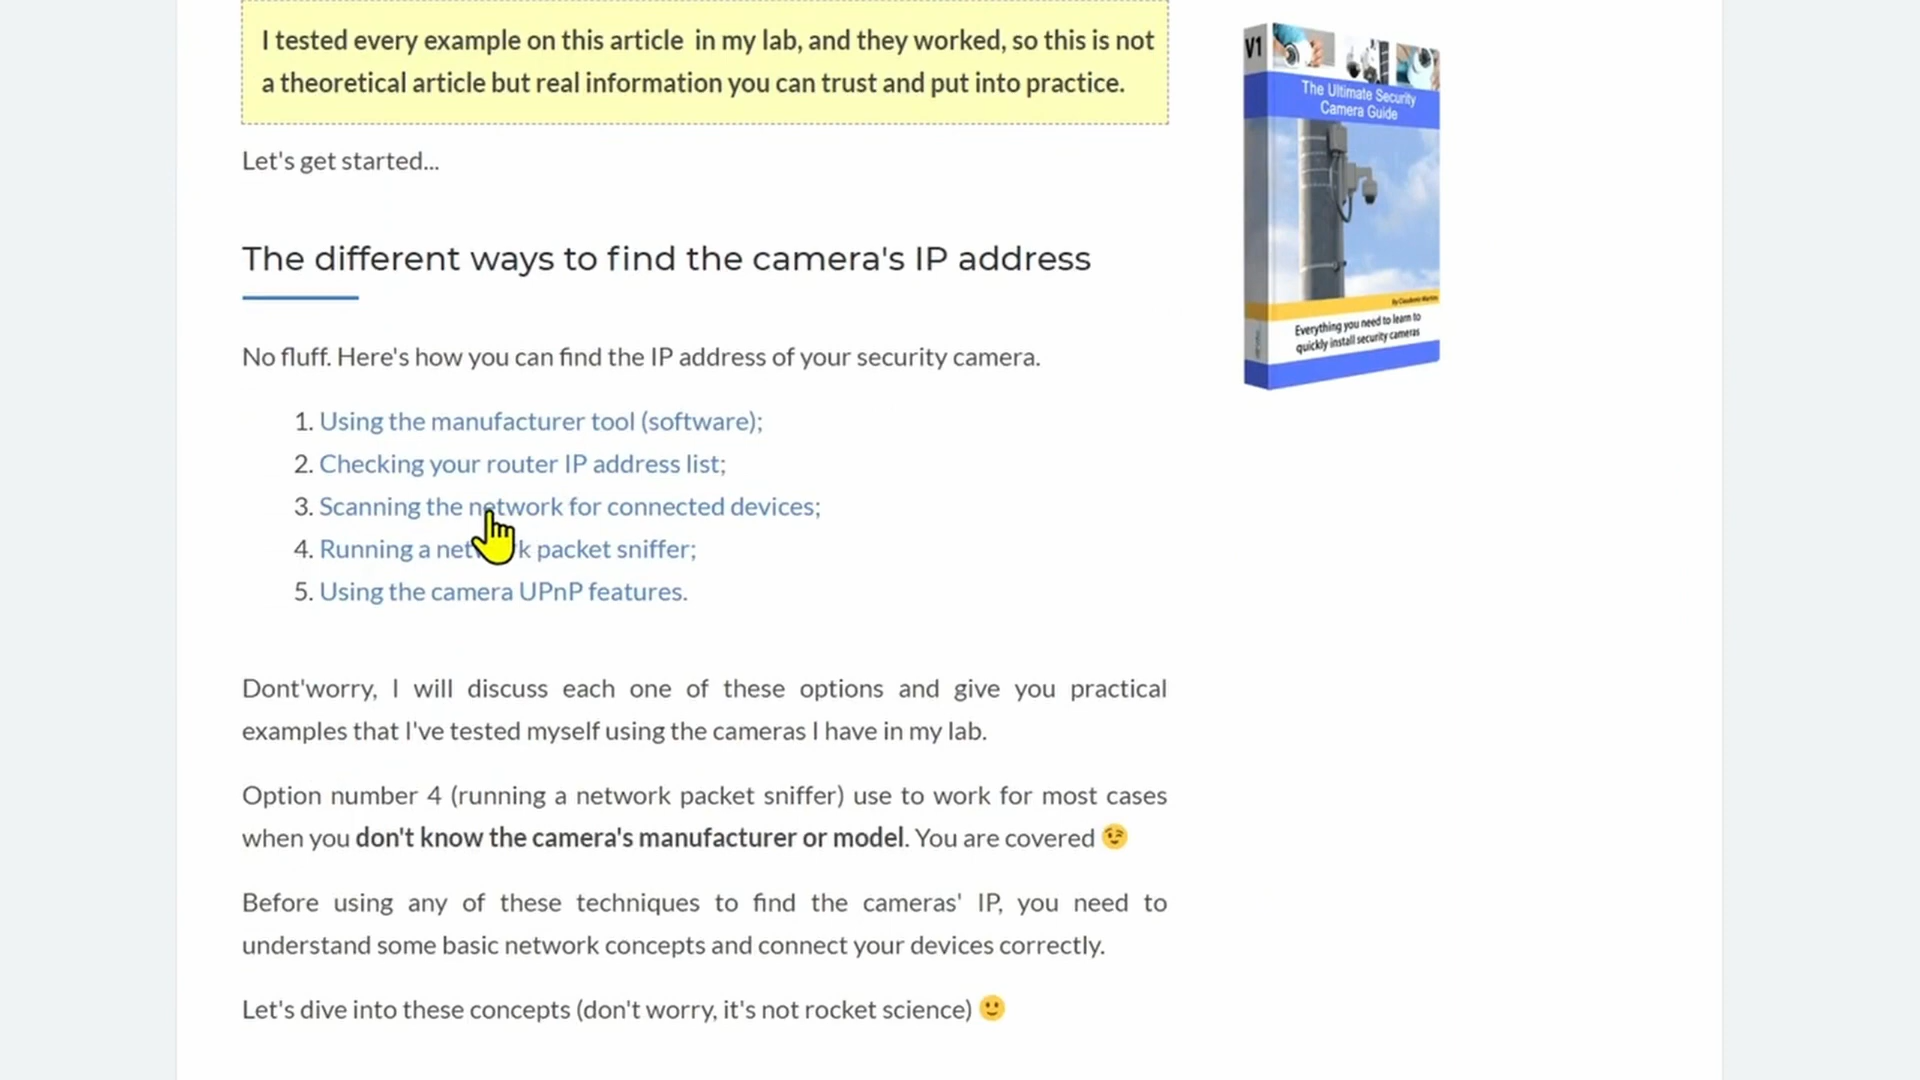 I tested every example on this article in my lab, and they worked, so this is not
a theoretical article but real information you can trust and put into practice.
Let's get started...
The different ways to find the camera's IP address
No fluff. Here's how you can find the IP address of your security camera.
1. Using the manufacturer tool (software);
2. Checking your router IP address list;
3. Scanning the network for connected devices;
4. Running a net k packet sniffer;
5. Using the camera UPnP features.
Dont'worry, I will discuss each one of these options and give you practical
examples that I've tested myself using the cameras I have in my lab.
Option number 4 (running a network packet sniffer) use to work for most cases
when you don't know the camera's manufacturer or model. You are covered 😉
Before using any of these techniques to find the cameras' IP, you need to
understand some basic network concepts and connect your devices correctly.
Let's dive into these concepts (don't worry, it's not rocket science) 🙂
V1
The Ultimate Security
Camera Guide
By Claudemir Martins
Everything you need to learn to
quickly install security cameras